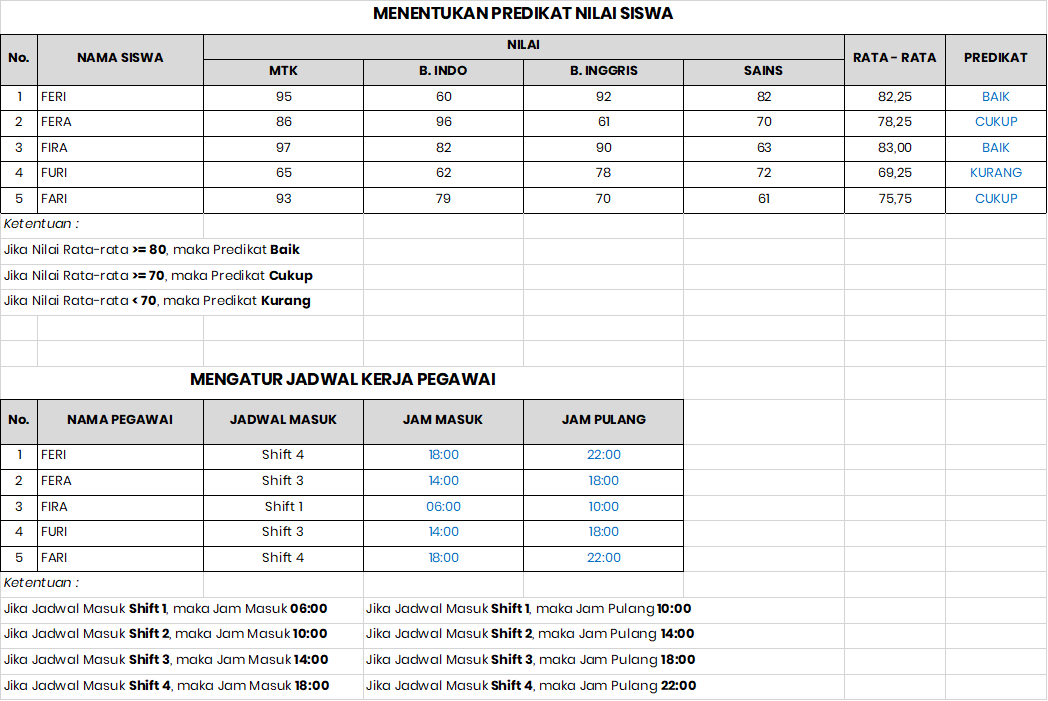 MENENTUKAN PREDIKAT NILAI SISWA
No. NAMA SISWA NILAI RATA - RATA PREDIKAT
MTK B. INDO B. INGGRIS SAINS
1 FERI 95 60 92 82 82,25 BAIK
2 FERA 86 96 61 70 78,25 CUKUP
3 FIRA 97 82 90 63 83,00 BAIK
4 FURI 65 62 78 72 69,25 KURANG
5 FARI 93 79 70 61 75,75 CUKUP
Ketentuan :
Jika Nilai Rata-rata >= 80, maka Predikat Baik
Jika Nilai Rata-rata >= 70, maka Predikat Cukup
Jika Nilai Rata-rata < 70, maka Predikat Kurang
MENGATUR JADWAL KERJA PEGAWAI
No. NAMA PEGAWAI JADWAL MASUK JAM MASUK JAM PULANG
1 FERI Shift 4 18:00 22:00
2 FERA Shift 3 14:00 18:00
3 FIRA Shift 1 06:00 10:00
4 FURI Shift 3 14:00 18:00
5 FARI Shift 4 18:00 22:00
Ketentuan :
Jika Jadwal Masuk Shift 1, maka Jam Masuk 06:00 Jika Jadwal Masuk Shift 1, maka Jam Pulang 10:00
Jika Jadwal Masuk Shift 2, maka Jam Masuk 10:00 Jika Jadwal Masuk Shift 2, maka Jam Pulang 14:00
Jika Jadwal Masuk Shift 3, maka Jam Masuk 14:00 Jika Jadwal Masuk Shift 3, maka Jam Pulang 18:00
Jika Jadwal Masuk Shift 4, maka Jam Masuk 18:00 Jika Jadwal Masuk Shift 4, maka Jam Pulang 22:00